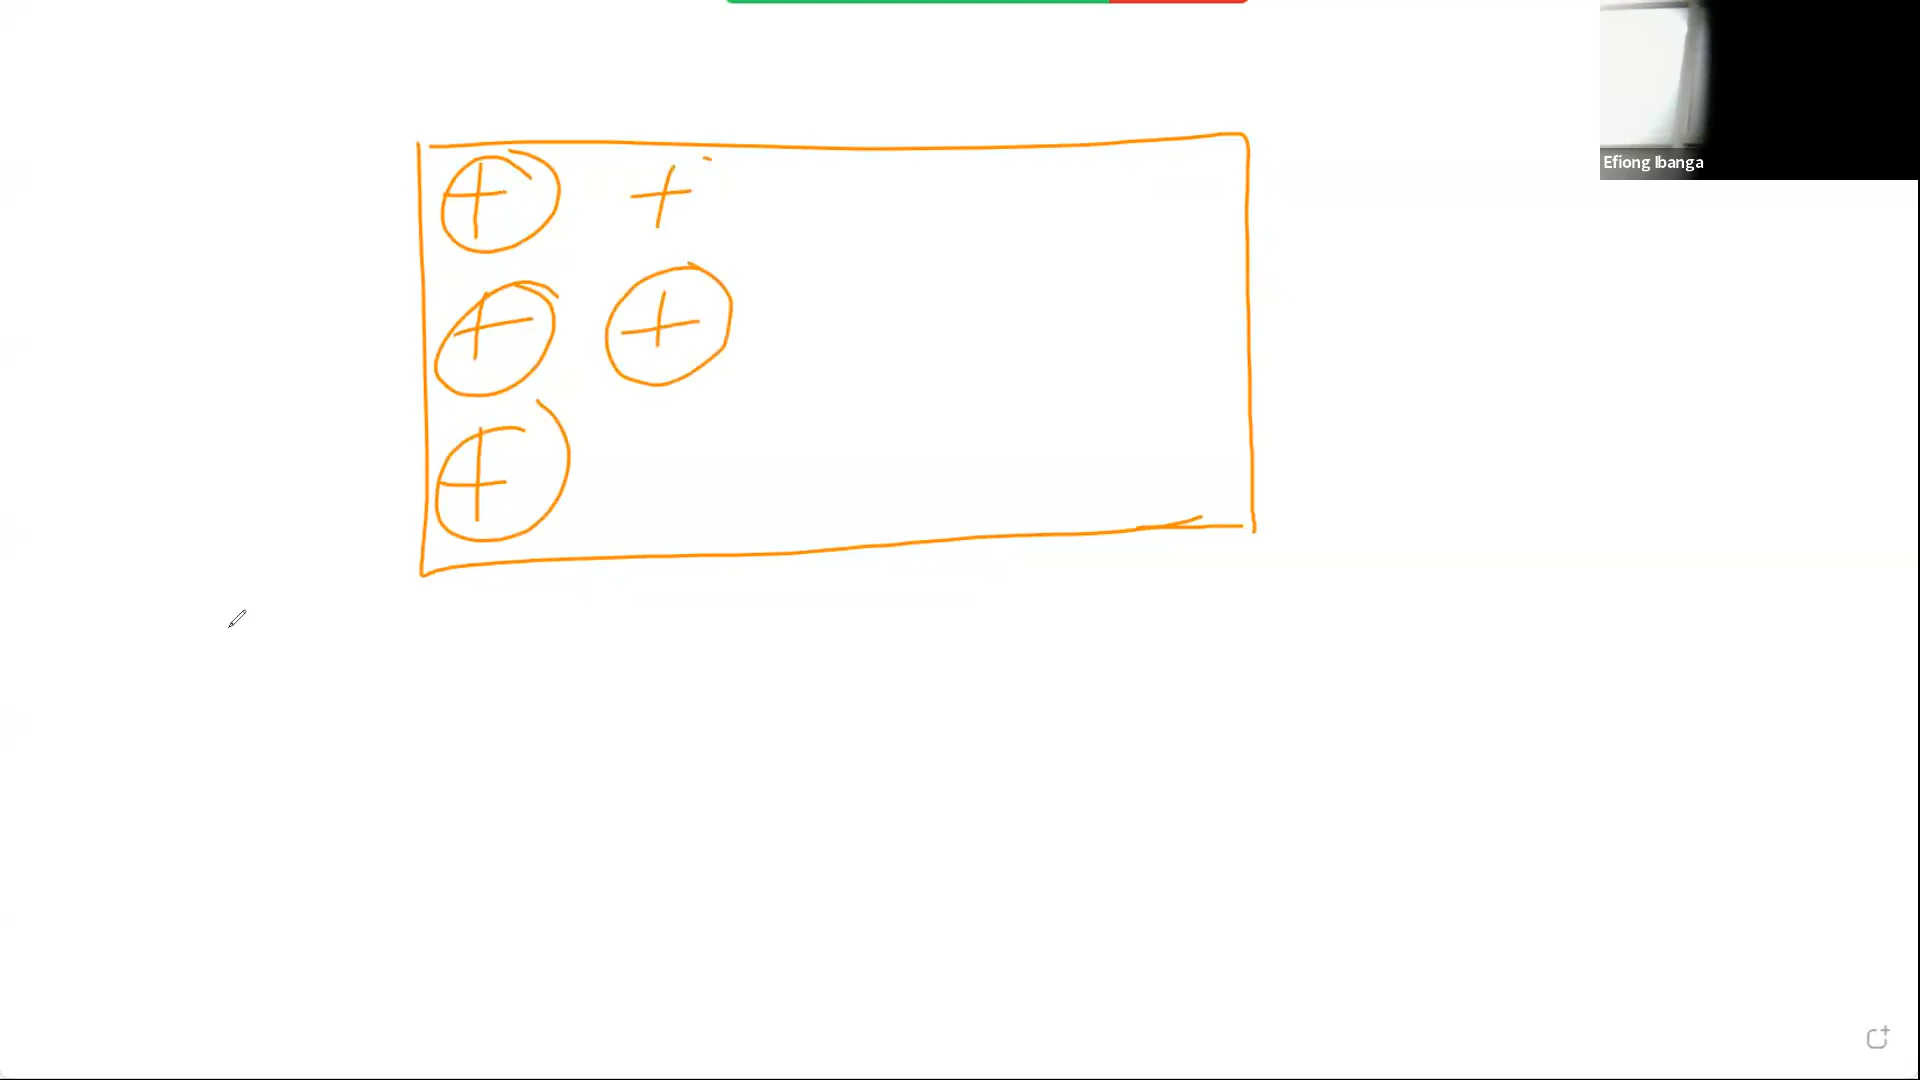 Efiong Ibanga
+ +
+ +
+